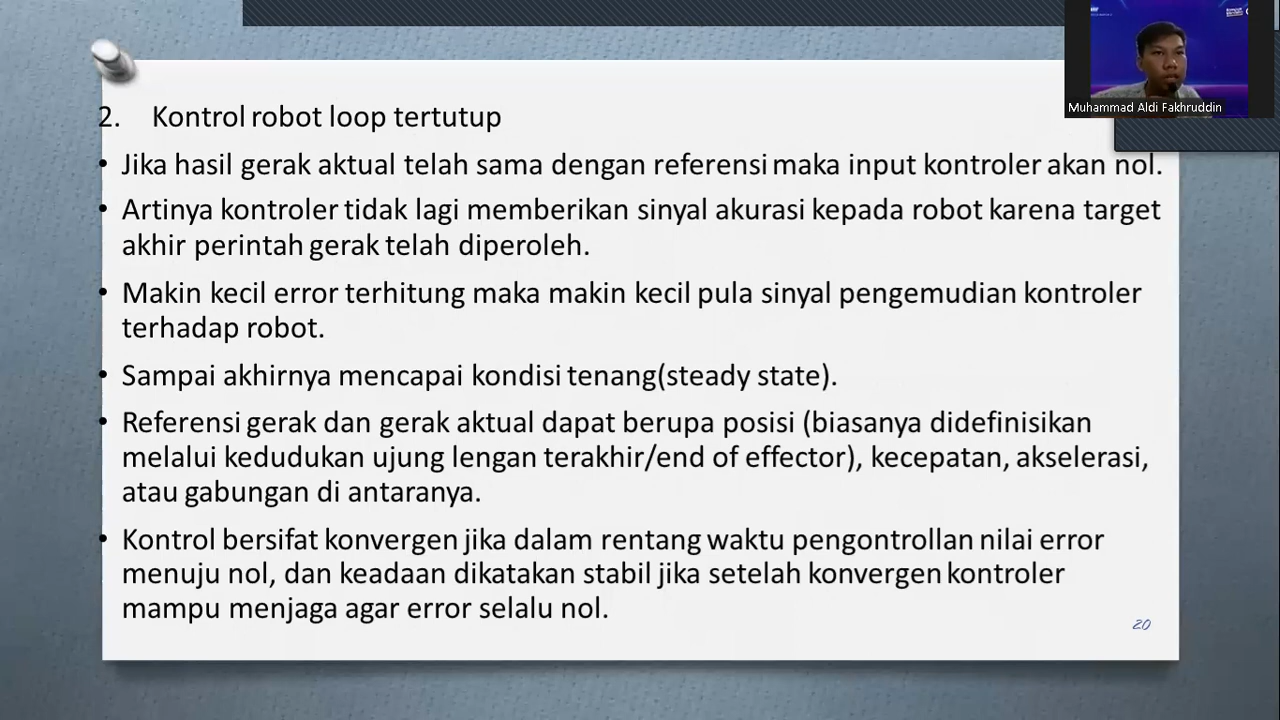 2. Kontrol robot loop tertutup
• Jika hasil gerak aktual telah sama dengan referensi maka input kontroler akan nol.
• Artinya kontroler tidak lagi memberikan sinyal akurasi kepada robot karena target
akhir perintah gerak telah diperoleh.
• Makin kecil error terhitung maka makin kecil pula sinyal pengemudian kontroler
terhadap robot.
• Sampai akhirnya mencapai kondisi tenang(steady state).
• Referensi gerak dan gerak aktual dapat berupa posisi (biasanya didefinisikan
melalui kedudukan ujung lengan terakhir/end of effector), kecepatan, akselerasi,
atau gabungan di antaranya.
• Kontrol bersifat konvergen jika dalam rentang waktu pengontrollan nilai error
menuju nol, dan keadaan dikatakan stabil jika setelah konvergen kontroler
mampu menjaga agar error selalu nol.
20
Muhammad Aldi Fakhruddin